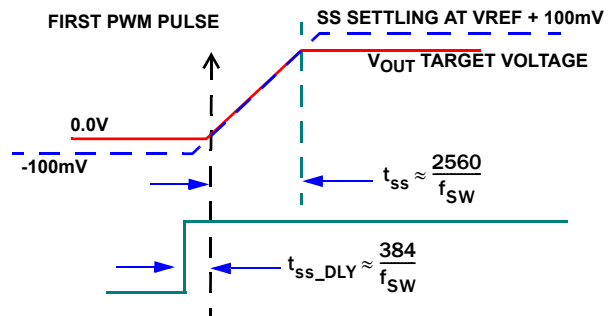 FIRST PWM PULSE
SS SETTLING AT VREF + 100mV
VOUT TARGET VOLTAGE
0.0V
-100mV
tss ≈ 2560/fSW
tss_DLY ≈ 384/fSW